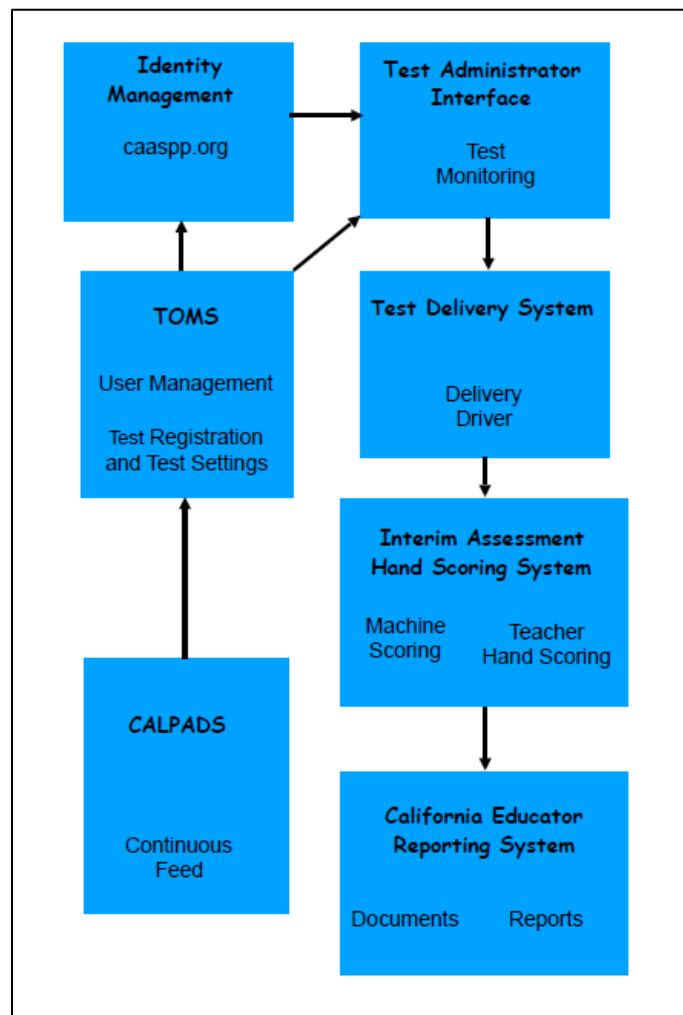 Identity
Management
caaspp.org
Test Administrator
Interface
Test
Monitoring
TOMS
User Management
Test Registration
and Test Settings
Test Delivery System
Delivery
Driver
Interim Assessment
Hand Scoring System
Machine
Scoring
Teacher
Hand Scoring
CALPADS
Continuous
Feed
California Educator
Reporting System
Documents
Reports